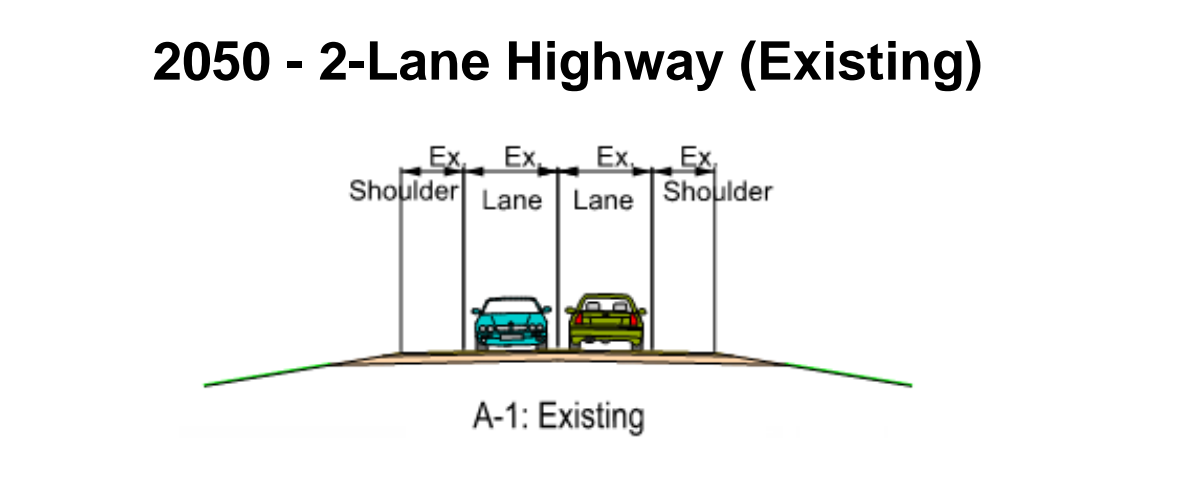 2050 - 2-Lane Highway (Existing)
Ex. Ex. Ex. Ex.
Shoulder Lane Lane Shoulder
A-1: Existing